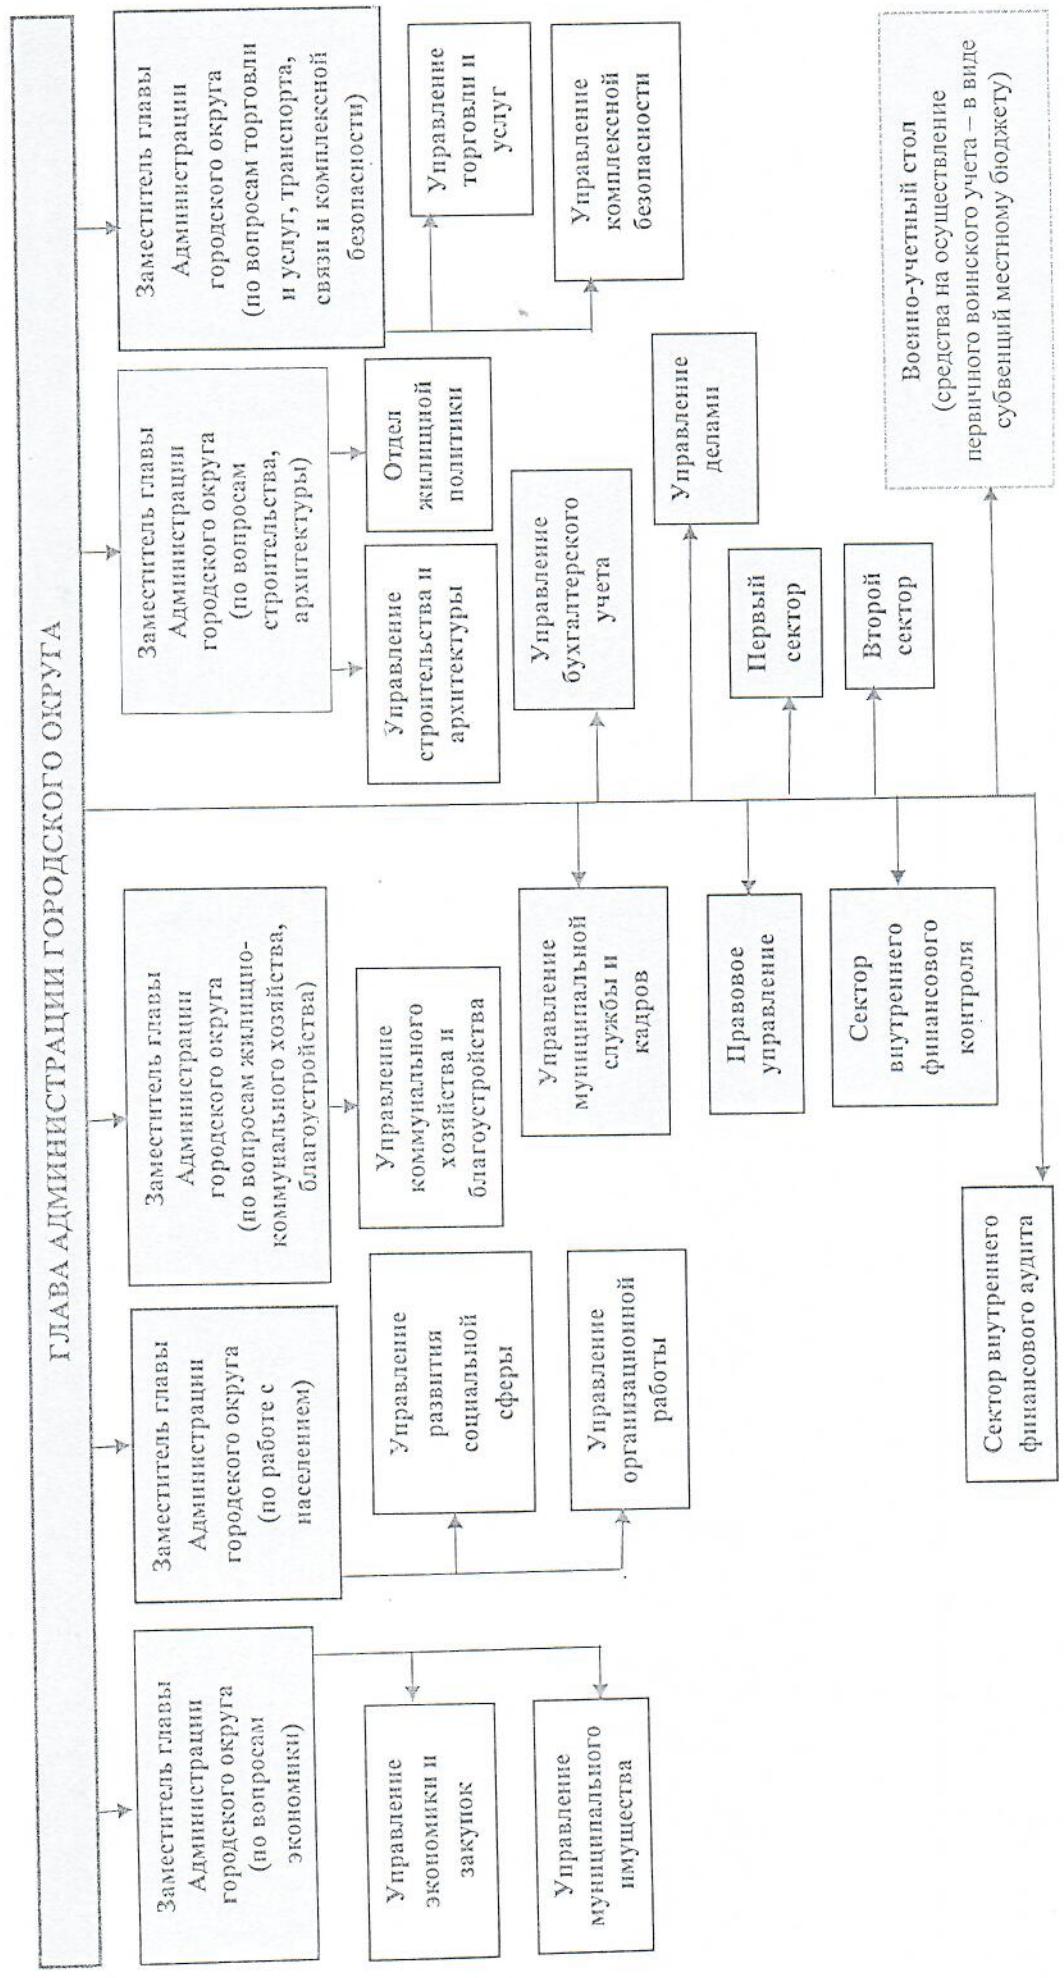 ГЛАВА АДМИНИСТРАЦИИ ГОРОДСКОГО ОКРУГА
Заместитель главы
Администрации
городского округа
(по вопросам
экономики)
Заместитель главы
Администрации
городского округа
(по работе с
населением)
Заместитель главы
Администрации
городского округа
(по вопросам жилищно-
коммунального хозяйства,
благоустройства)
Заместитель главы
Администрации
городского округа
(по вопросам
строительства,
архитектуры)
Заместитель главы
Администрации
городского округа
(по вопросам торговли
и услуг, транспорта,
связи и комплексной
безопасности)
Управление
экономики и
закупок
Управление
муниципального
имущества
Управление
развития
социальной
сферы
Управление
организационной
работы
Управление
коммунального
хозяйства и
благоустройства
Управление
строительства и
архитектуры
Отдел
жилищной
политики
Управление
торговли и
услуг
Управление
комплексной
безопасности
Управление
муниципальной
службы и
кадров
Управление
бухгалтерского
учета
Управление
делами
Правовое
управление
Первый
сектор
Сектор
внутреннего
финансового
контроля
Второй
сектор
Сектор внутреннего
финансового аудита
Военно-учетный стол
(средства на осуществление
первичного воинского учета – в виде
субвенций местному бюджету)